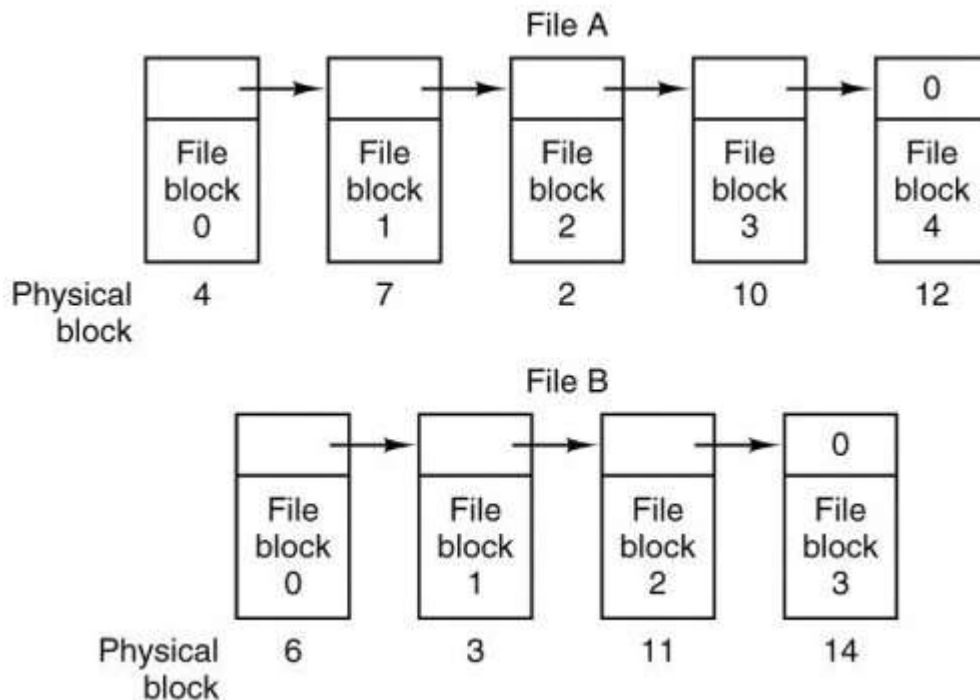 File A
0
File block 0
File block 1
File block 2
File block 3
File block 4
Physical block
4 7 2 10 12
File B
0
File block 0
File block 1
File block 2
File block 3
Physical block
6 3 11 14